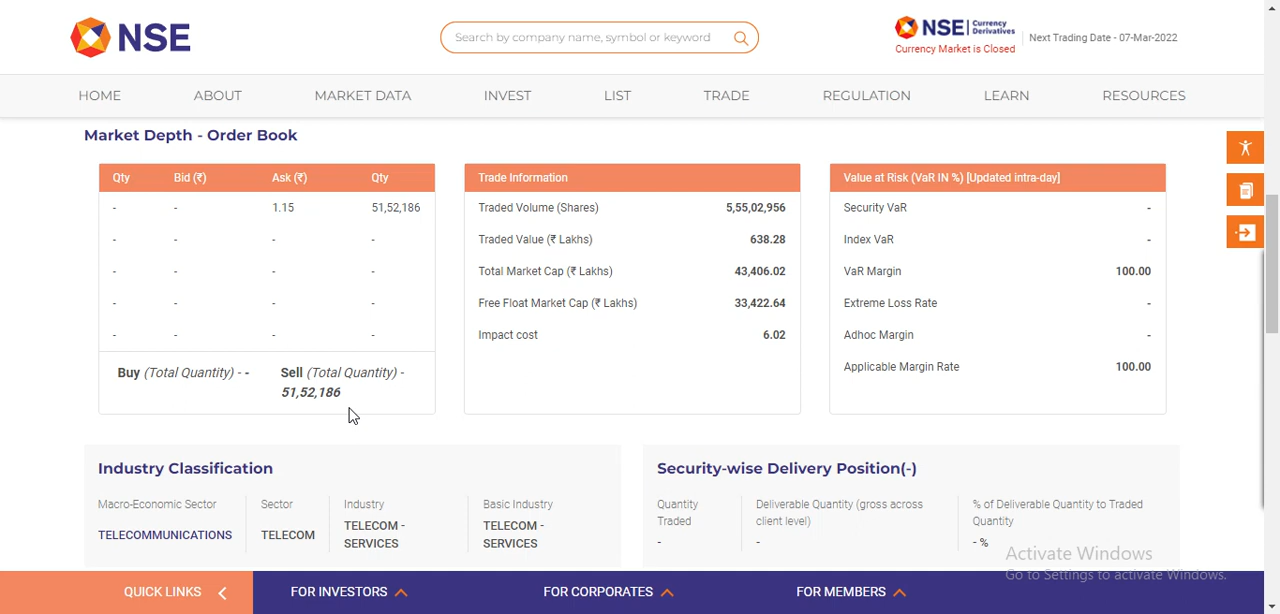 NSE
Search by company name, symbol or keyword
NSE Currency Derivatives
Currency Market is Closed
Next Trading Date - 07-Mar-2022
HOME ABOUT MARKET DATA INVEST LIST TRADE REGULATION LEARN RESOURCES
Market Depth - Order Book
Qty Bid (₹) Ask (₹) Qty
- - 1.15 51,52,186
- - - -
- - - -
- - - -
- - - -
Buy (Total Quantity) - -
Sell (Total Quantity) -
51,52,186
Trade Information
Traded Volume (Shares) 5,55,02,956
Traded Value (₹ Lakhs) 638.28
Total Market Cap (₹ Lakhs) 43,406.02
Free Float Market Cap (₹ Lakhs) 33,422.64
Impact cost 6.02
Value at Risk (VaR IN %) [Updated intra-day]
Security VaR -
Index VaR -
VaR Margin 100.00
Extreme Loss Rate -
Adhoc Margin -
Applicable Margin Rate 100.00
Industry Classification
Macro-Economic Sector Sector Industry Basic Industry
TELECOMMUNICATIONS TELECOM TELECOM - SERVICES TELECOM - SERVICES
Security-wise Delivery Position(-)
Quantity Traded
-
Deliverable Quantity (gross across client level)
-
% of Deliverable Quantity to Traded Quantity
- %
Activate Windows
Go to Settings to activate Windows.
QUICK LINKS FOR INVESTORS FOR CORPORATES FOR MEMBERS